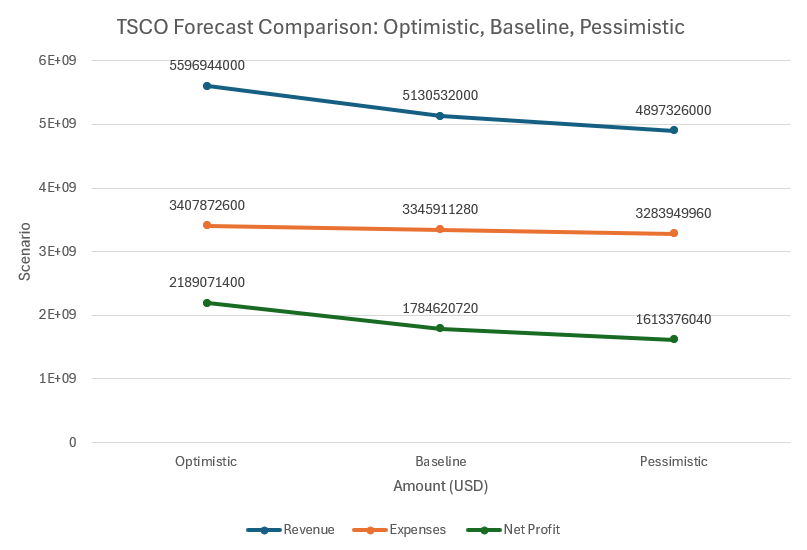 TSCO Forecast Comparison: Optimistic, Baseline, Pessimistic
6E+09
5596944000
5130532000
4897326000
5E+09
4E+09
3407872600
3345911280
3283949960
3E+09
Scenario
2189071400
1784620720
1613376040
2E+09
1E+09
0
Optimistic Baseline Pessimistic
Amount (USD)
Revenue Expenses Net Profit